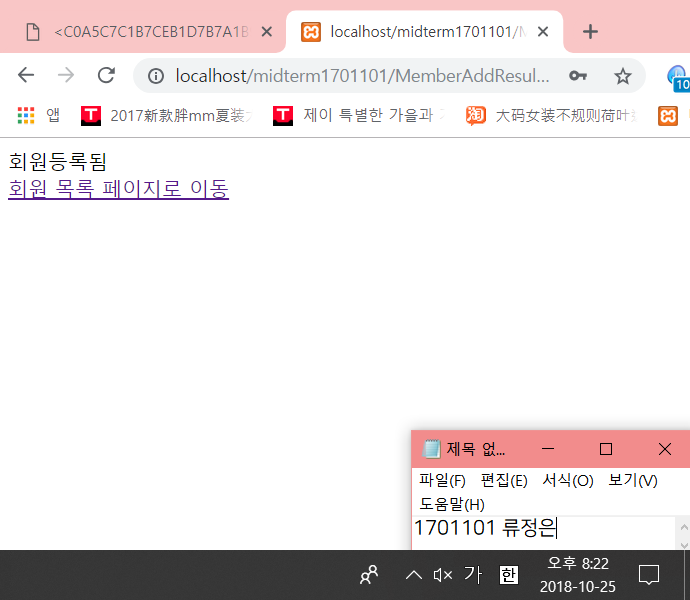 <C0A5C7C1B7CEB1D7B7A1B
localhost/midterm1701101/M
localhost/midterm1701101/MemberAddResul...
10
앱
2017新款胖mm夏装
제이 특별한 가을과
大码女装不规则荷叶
회원등록됨
회원 목록 페이지로 이동
제목 없...
파일(F) 편집(E) 서식(O) 보기(V)
도움말(H)
1701101 류정은
가 한
오후 8:22
2018-10-25